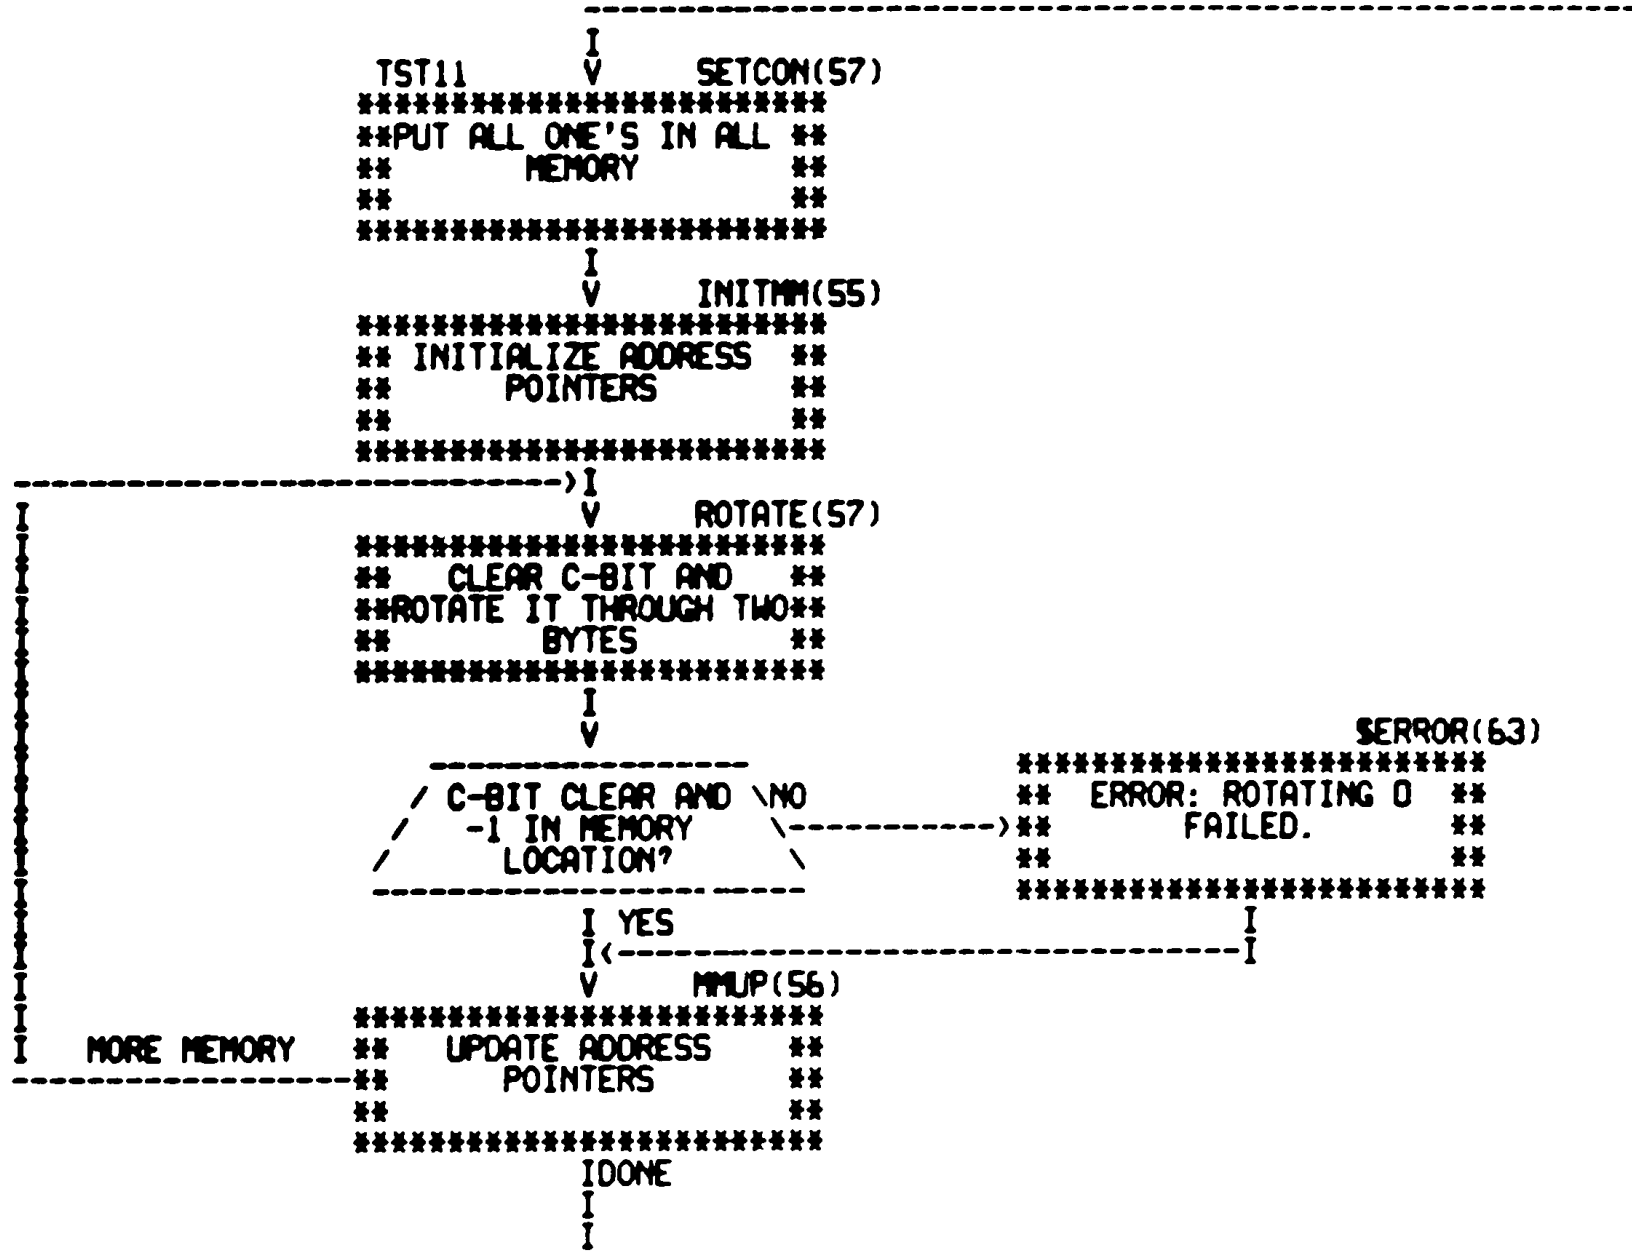 TST11 SETCON(57)
**PUT ALL ONE'S IN ALL **
** MEMORY **
** **
INITMM(55)
** INITIALIZE ADDRESS **
** POINTERS **
** **
ROTATE(57)
** CLEAR C-BIT AND **
**ROTATE IT THROUGH TWO**
** BYTES **
$ERROR(63)
/ C-BIT CLEAR AND \NO
/ -1 IN MEMORY \
/ LOCATION? \
** ERROR: ROTATING 0 **
** FAILED. **
** **
I YES
MMUP(56)
MORE MEMORY
** UPDATE ADDRESS **
** POINTERS **
** **
IDONE